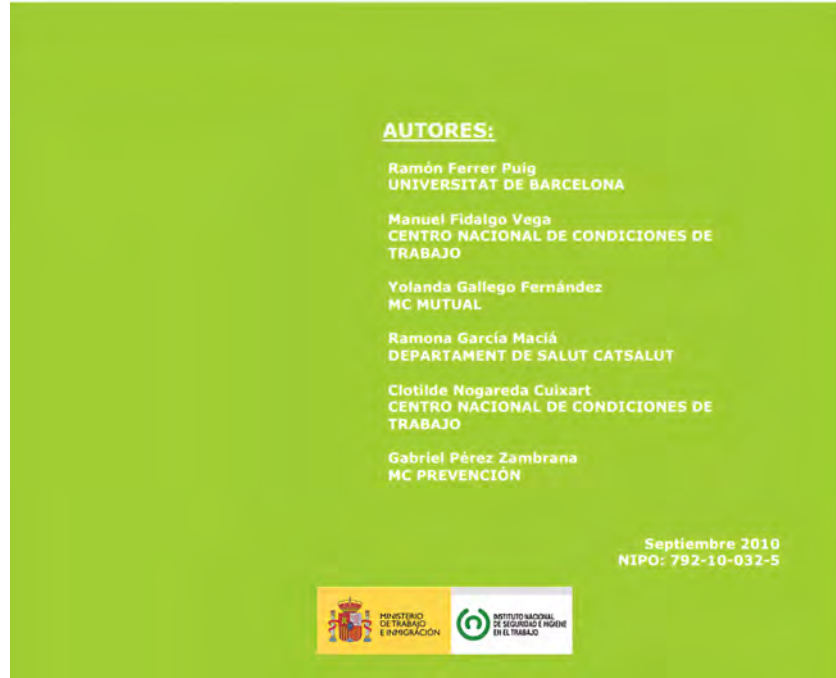 AUTORES:
Ramón Ferrer Puig
UNIVERSITAT DE BARCELONA
Manuel Fidalgo Vega
CENTRO NACIONAL DE CONDICIONES DE
TRABAJO
Yolanda Gallego Fernández
MC MUTUAL
Ramona García Maciá
DEPARTAMENT DE SALUT CATSALUT
Clotilde Nogareda Cuixart
CENTRO NACIONAL DE CONDICIONES DE
TRABAJO
Gabriel Pérez Zambrana
MC PREVENCIÓN
Septiembre 2010
NIPO: 792-10-032-5
MINISTERIO
DE TRABAJO
E INMIGRACIÓN
INSTITUTO NACIONAL
DE SEGURIDAD E HIGIENE
EN EL TRABAJO